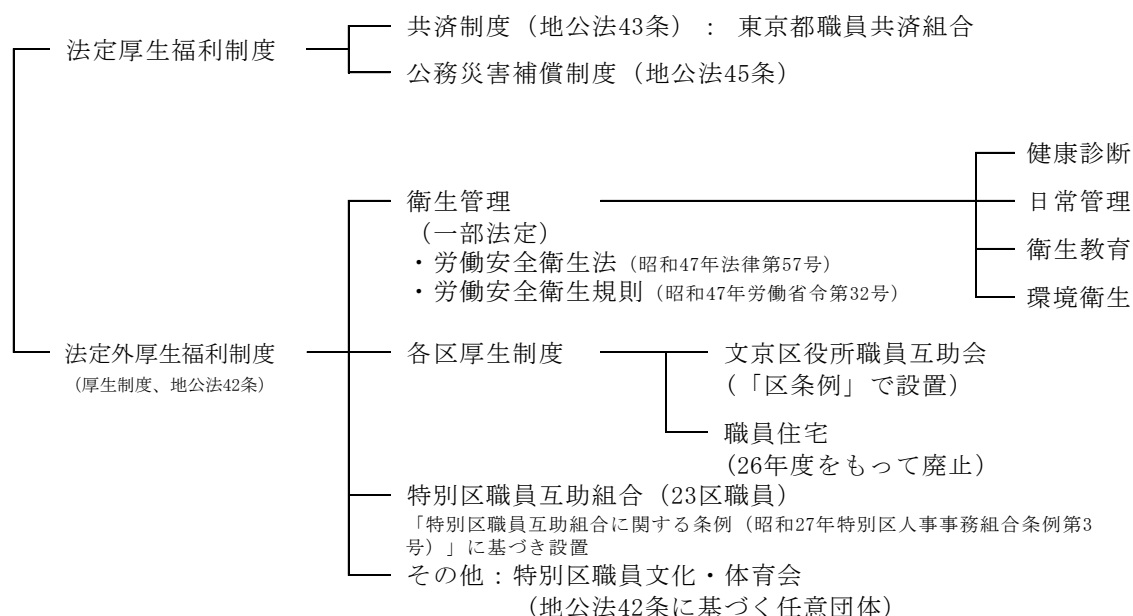 法定厚生福利制度
共済制度（地公法43条）： 東京都職員共済組合
公務災害補償制度（地公法45条）
法定外厚生福利制度
（厚生制度、地公法42条）
衛生管理
（一部法定）
・労働安全衛生法（昭和47年法律第57号）
・労働安全衛生規則（昭和47年労働省令第32号）
健康診断
日常管理
衛生教育
環境衛生
各区厚生制度
文京区役所職員互助会
（「区条例」で設置）
職員住宅
（26年度をもって廃止）
特別区職員互助組合（23区職員）
「特別区職員互助組合に関する条例（昭和27年特別区人事事務組合条例第3
号）」に基づき設置
その他：特別区職員文化・体育会
（地公法42条に基づく任意団体）